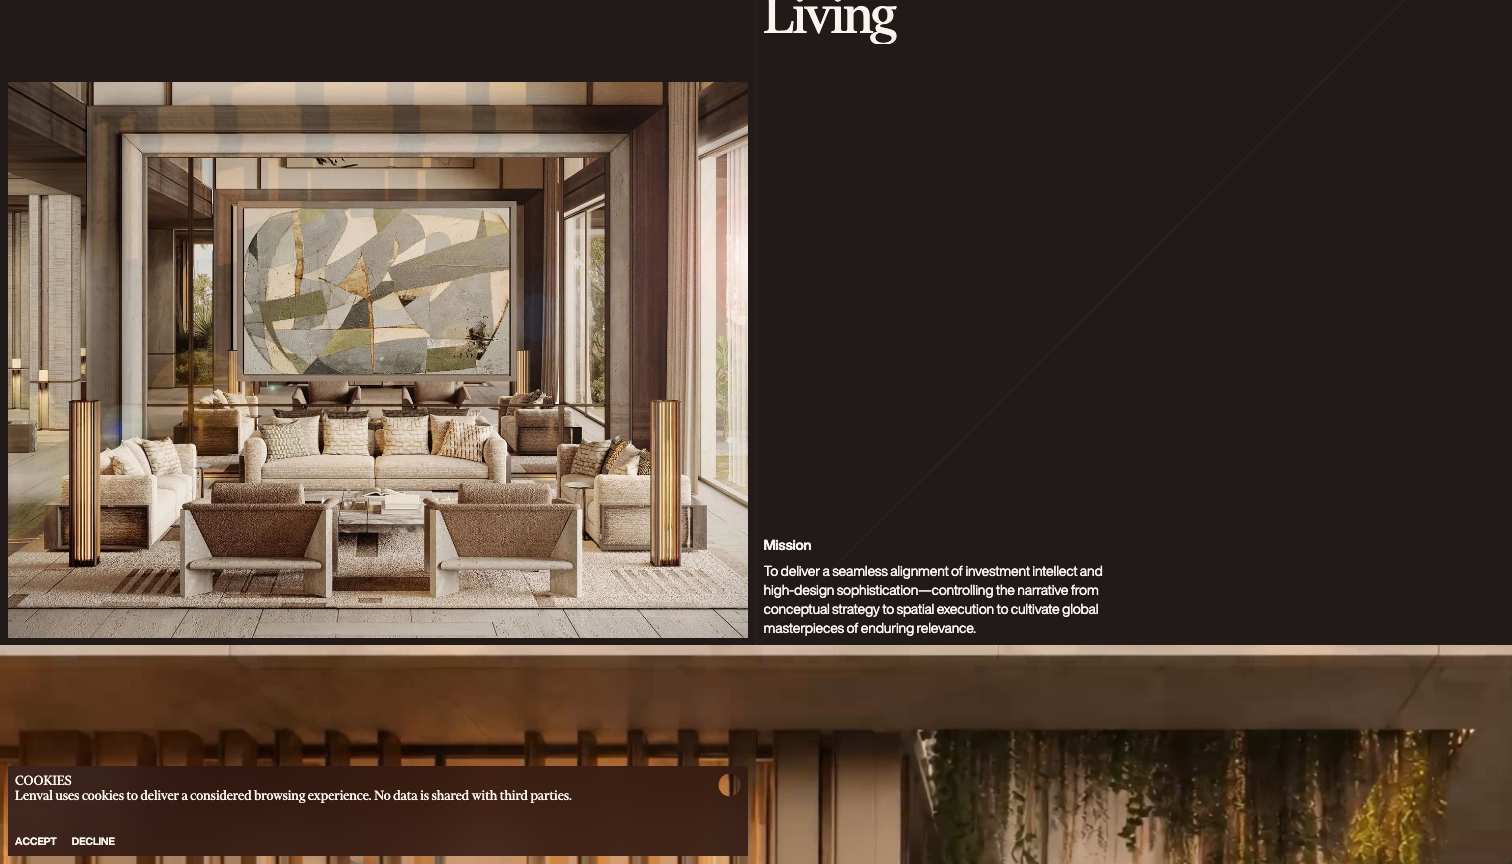 Living
Mission
To deliver a seamless alignment of investment intellect and
high-design sophistication—controlling the narrative from
conceptual strategy to spatial execution to cultivate global
masterpieces of enduring relevance.
COOKIES
Lenval uses cookies to deliver a considered browsing experience. No data is shared with third parties.
ACCEPT DECLINE